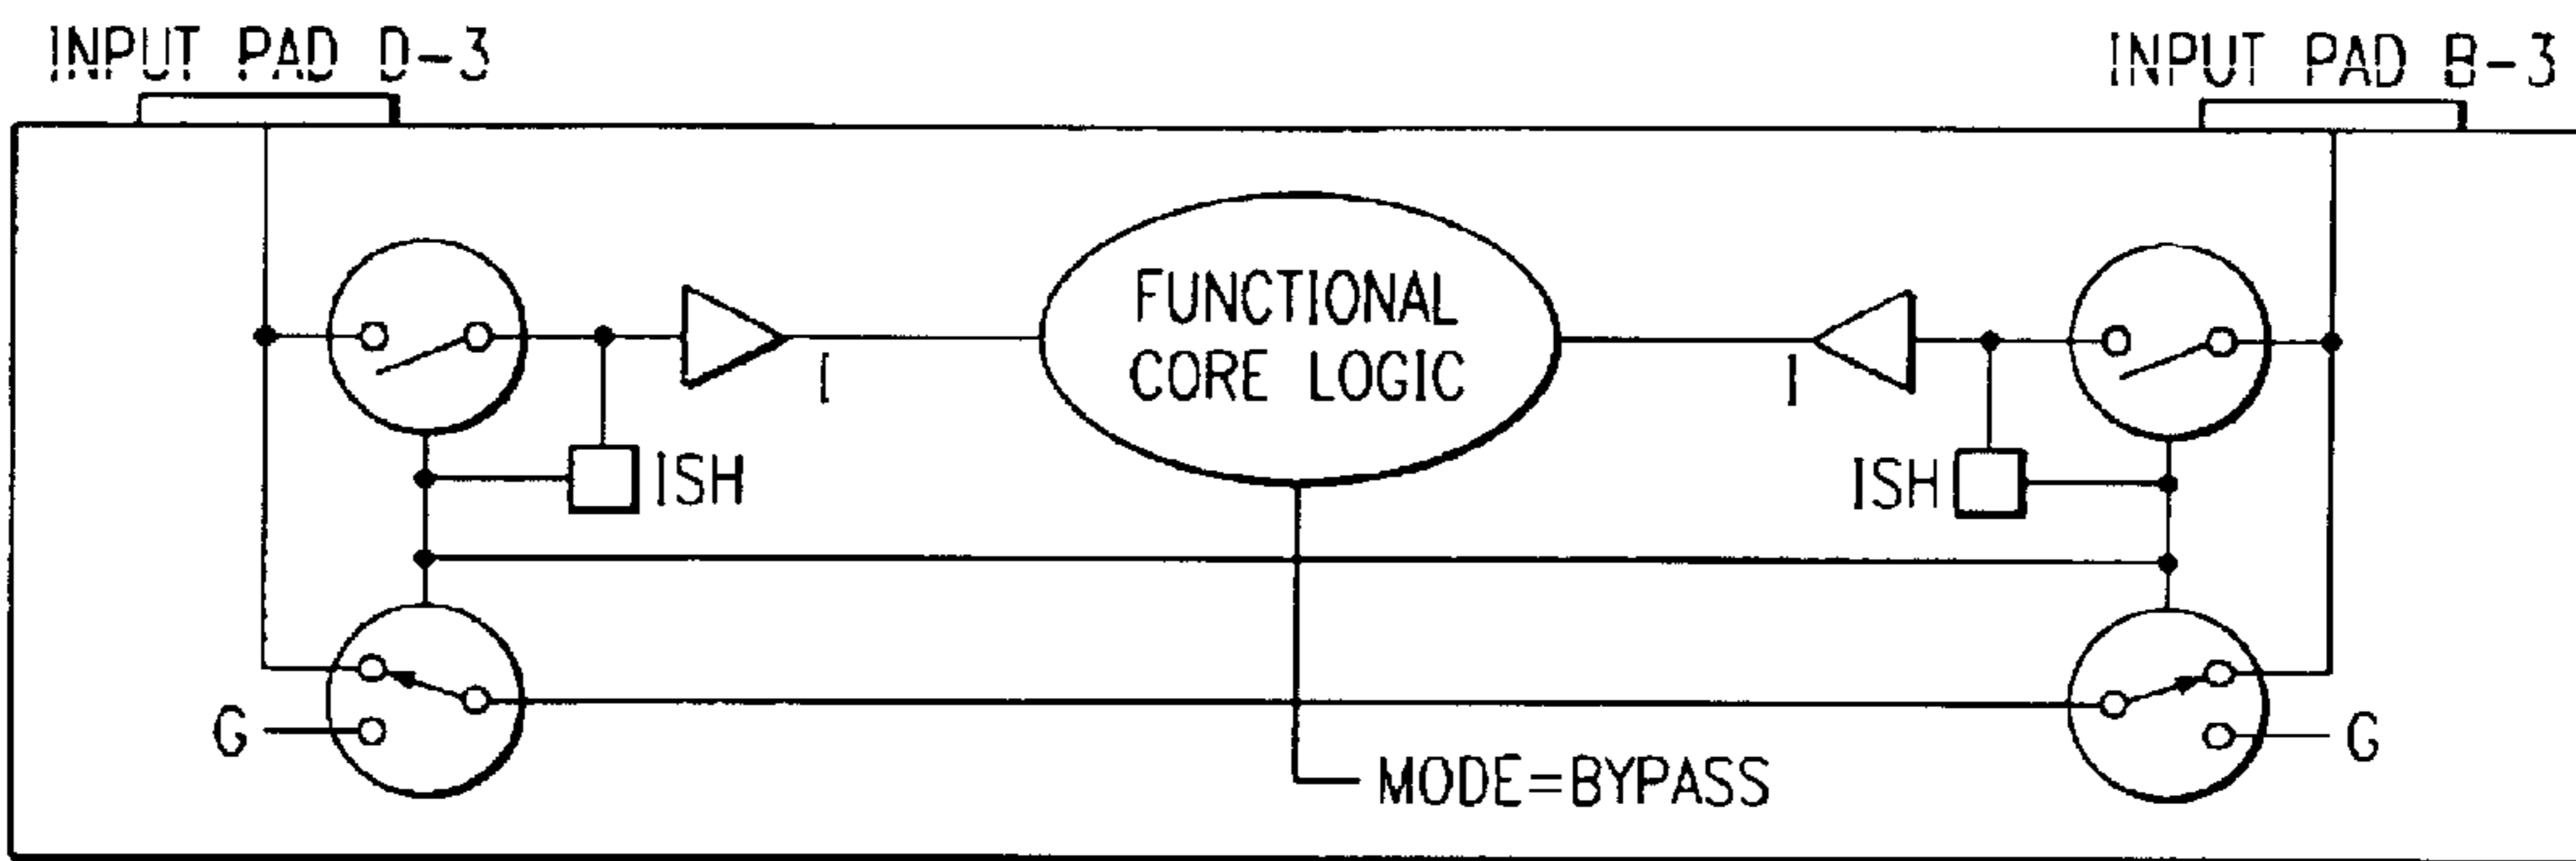 INPUT PAD D-3
INPUT PAD B-3
FUNCTIONAL
CORE LOGIC
I
I
ISH
ISH
G
G
MODE=BYPASS